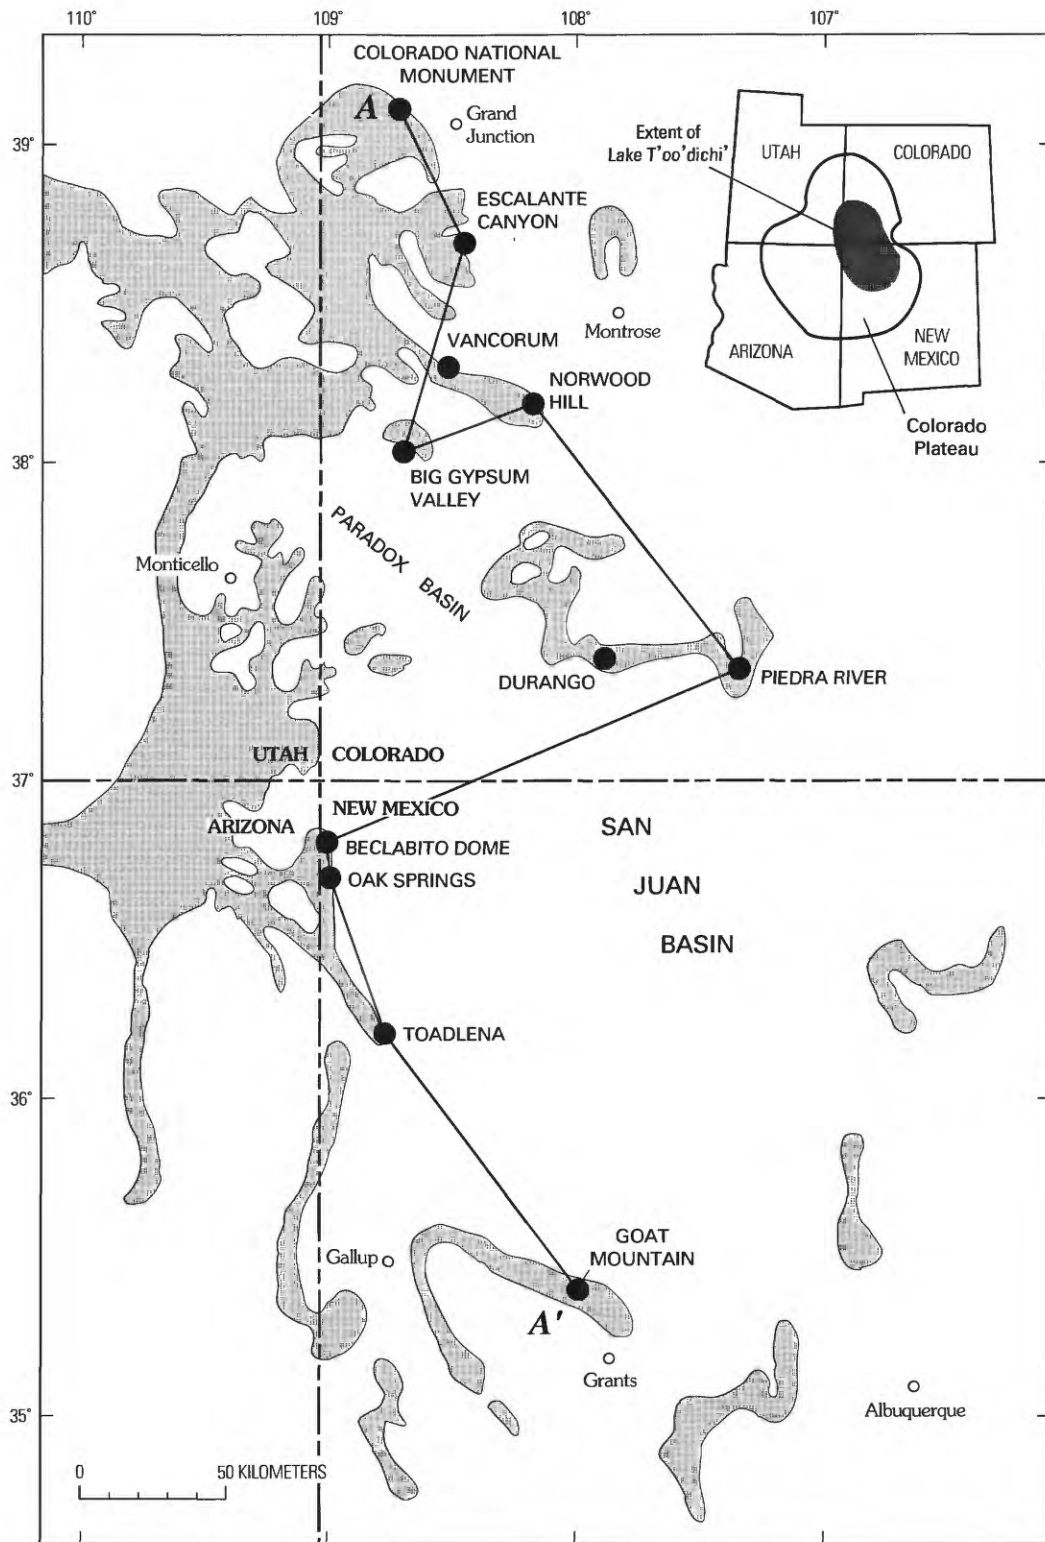 110°
109°
108°
107°
COLORADO NATIONAL
MONUMENT
A
Grand
Junction
39°
ESCALANTE
CANYON
Montrose
VANCORUM
NORWOOD
HILL
38°
BIG GYPSUM
VALLEY
Extent of
Lake T'oo'dichi'
UTAH
COLORADO
ARIZONA
NEW
MEXICO
Colorado
Plateau
PARADOX
BASIN
Monticello
DURANGO
PIEDRA RIVER
UTAH
COLORADO
37°
ARIZONA
NEW MEXICO
BECLABITO DOME
OAK SPRINGS
SAN
JUAN
BASIN
TOADLENA
36°
Gallup
GOAT
MOUNTAIN
A'
Grants
Albuquerque
35°
0
50 KILOMETERS